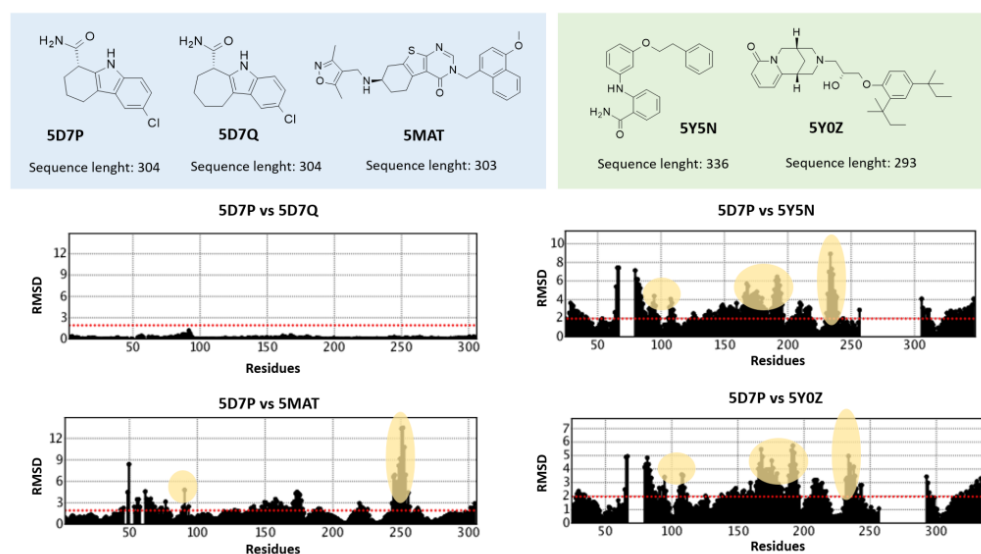 H₂N
O
NH
Cl
5D7P
Sequence lenght: 304
H₂N
O
NH
Cl
5D7Q
Sequence lenght: 304
N
O
N
H
S
N
N
O
O
5MAT
Sequence lenght: 303
O
HN
H₂N
O
5Y5N
Sequence lenght: 336
O
N
H
H
N
OH
O
5Y0Z
Sequence lenght: 293
5D7P vs 5D7Q
RMSD
12
9
6
3
0
50
100
150
200
250
300
Residues
5D7P vs 5Y5N
RMSD
10
8
6
4
2
0
50
100
150
200
250
300
Residues
5D7P vs 5MAT
RMSD
12
9
6
3
0
50
100
150
200
250
300
Residues
5D7P vs 5Y0Z
RMSD
7
6
5
4
3
2
1
0
50
100
150
200
250
300
Residues